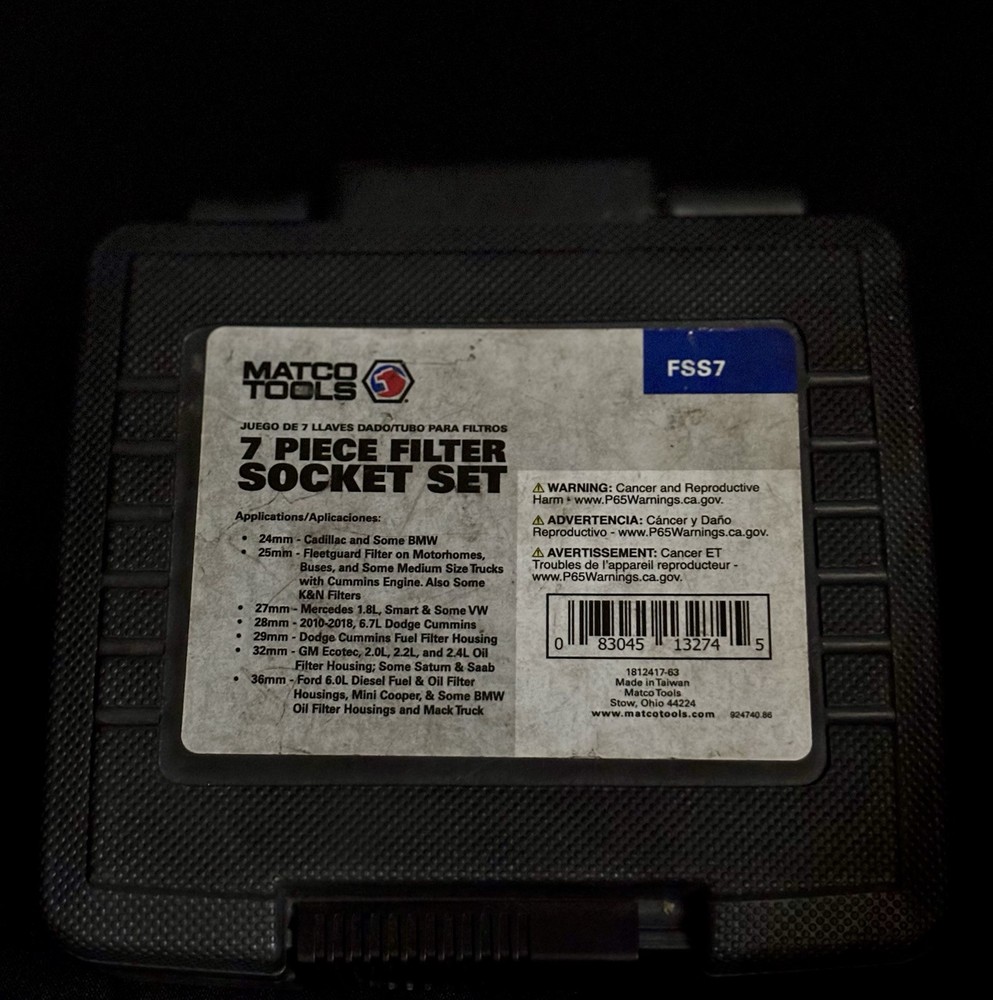 MATCO
TOOLS
FSS7
JUEGO DE 7 LLAVES DADO/TUBO PARA FILTROS
7 PIECE FILTER
SOCKET SET
Applications/Aplicaciones:
• 24mm - Cadillac and Some BMW
• 25mm - Fleetguard Filter on Motorhomes,
Buses, and Some Medium Size Trucks
with Cummins Engine. Also Some
K&N Filters
• 27mm - Mercedes 1.8L, Smart & Some VW
• 28mm - 2010-2018, 6.7L Dodge Cummins
• 29mm - Dodge Cummins Fuel Filter Housing
• 32mm - GM Ecotec, 2.0L, 2.2L, and 2.4L Oil
Filter Housing; Some Saturn & Saab
• 36mm - Ford 6.0L Diesel Fuel & Oil Filter
Housings, Mini Cooper, & Some BMW
Oil Filter Housings and Mack Truck
⚠ WARNING: Cancer and Reproductive
Harm - www.P65Warnings.ca.gov.
⚠ ADVERTENCIA: Cáncer y Daño
Reproductivo - www.P65Warnings.ca.gov.
⚠ AVERTISSEMENT: Cancer ET
Troubles de l'appareil reproducteur -
www.P65Warnings.ca.gov.
0 83045 13274 5
1812417-63
Made in Taiwan
Matco Tools
Stow, Ohio 44224
www.matcotools.com 924740.86